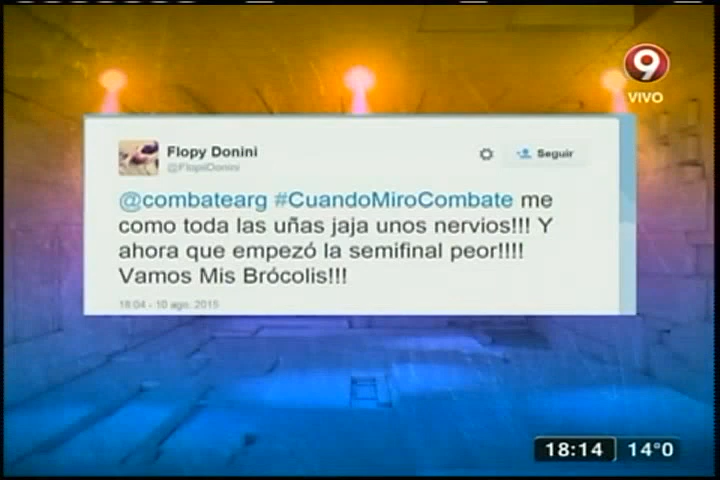 9
VIVO
Flopy Donini
@FlopiiDonini
Seguir
@combatearg #CuandoMiroCombate me
como toda las uñas jaja unos nervios!!! Y
ahora que empezó la semifinal peor!!!!
Vamos Mis Brócolis!!!
18:04 - 10 ago. 2015
18:14 14°0